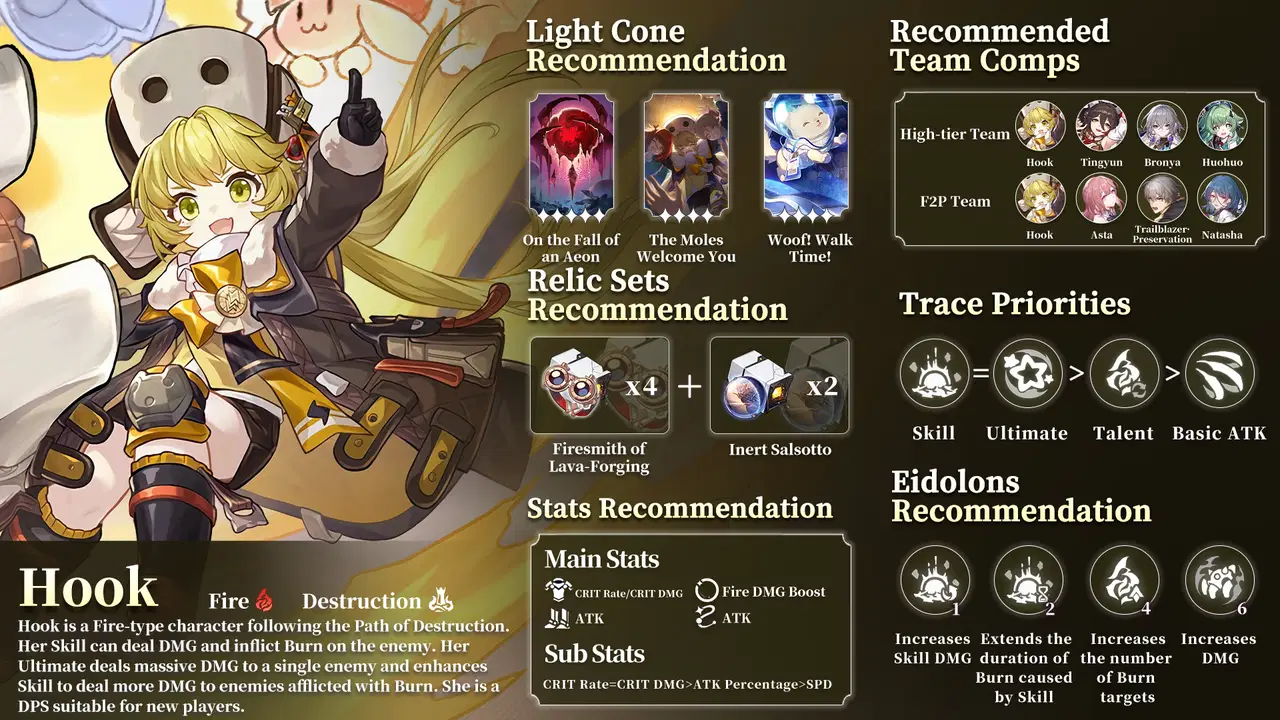 Hook
Fire
Destruction
Hook is a Fire-type character following the Path of Destruction.
Her Skill can deal DMG and inflict Burn on the enemy. Her
Ultimate deals massive DMG to a single enemy and enhances
Skill to deal more DMG to enemies afflicted with Burn. She is a
DPS suitable for new players.
Light Cone
Recommendation
On the Fall of
an Aeon
The Moles
Welcome You
Woof! Walk
Time!
Relic Sets
Recommendation
x4
+
x2
Firesmith of
Lava-Forging
Inert Salsotto
Stats Recommendation
Main Stats
CRIT Rate/CRIT DMG
Fire DMG Boost
ATK
ATK
Sub Stats
CRIT Rate=CRIT DMG>ATK Percentage>SPD
Recommended
Team Comps
High-tier Team
Hook
Tingyun
Bronya
Huohuo
F2P Team
Hook
Asta
Trailblazer·
Preservation
Natasha
Trace Priorities
= > >
Skill
Ultimate
Talent
Basic ATK
Eidolons
Recommendation
1
2
4
6
Increases
Skill DMG
Extends the
duration of
Burn caused
by Skill
Increases
the number
of Burn
targets
Increases
DMG